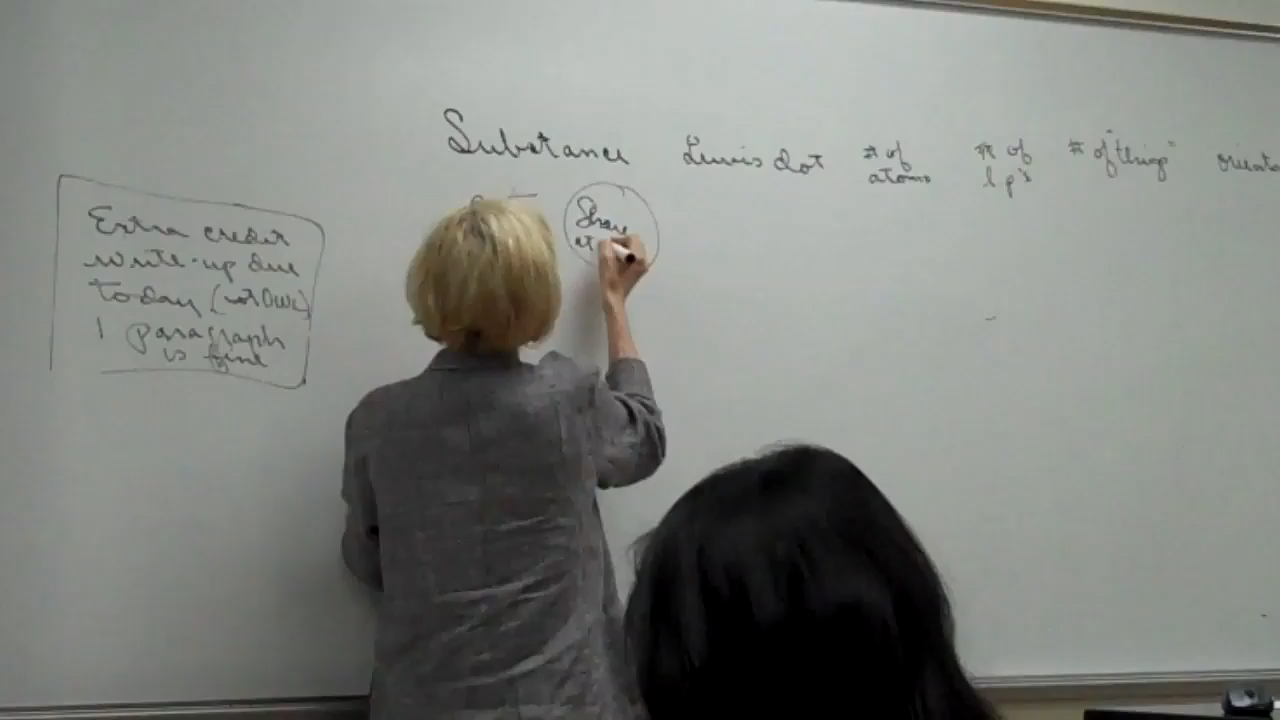 Substance Lewis dot # of atoms # of lp's # of "things"
Extra credit
write-up due
today (not OWL)
1 paragraph
is fine